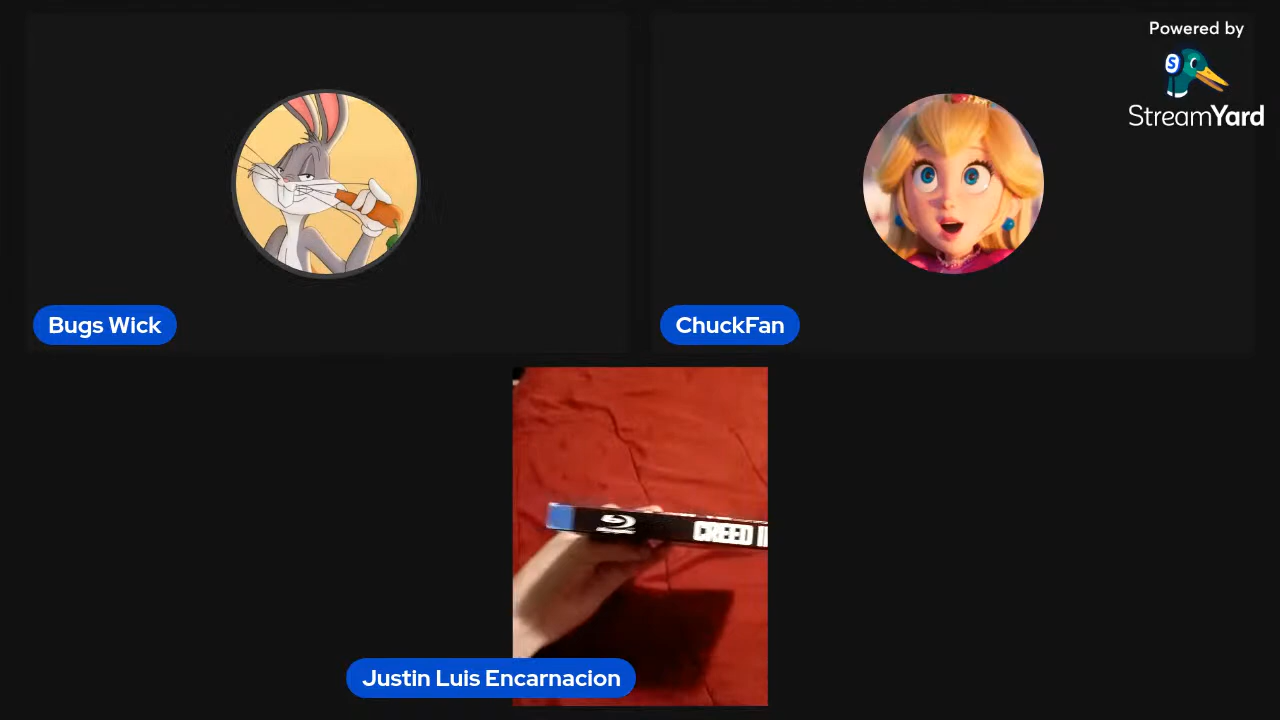 Powered by
S
StreamYard
Bugs Wick
ChuckFan
CREED II
Justin Luis Encarnacion